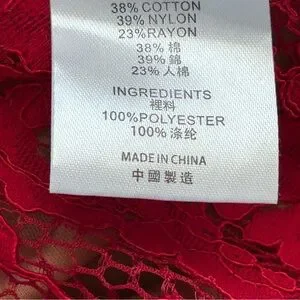 38% COTTON
39% NYLON
23%RAYON
38% 棉
39% 錦
23% 人棉
INGREDIENTS
裡料
100%POLYESTER
100% 涤纶
MADE IN CHINA
中國製造